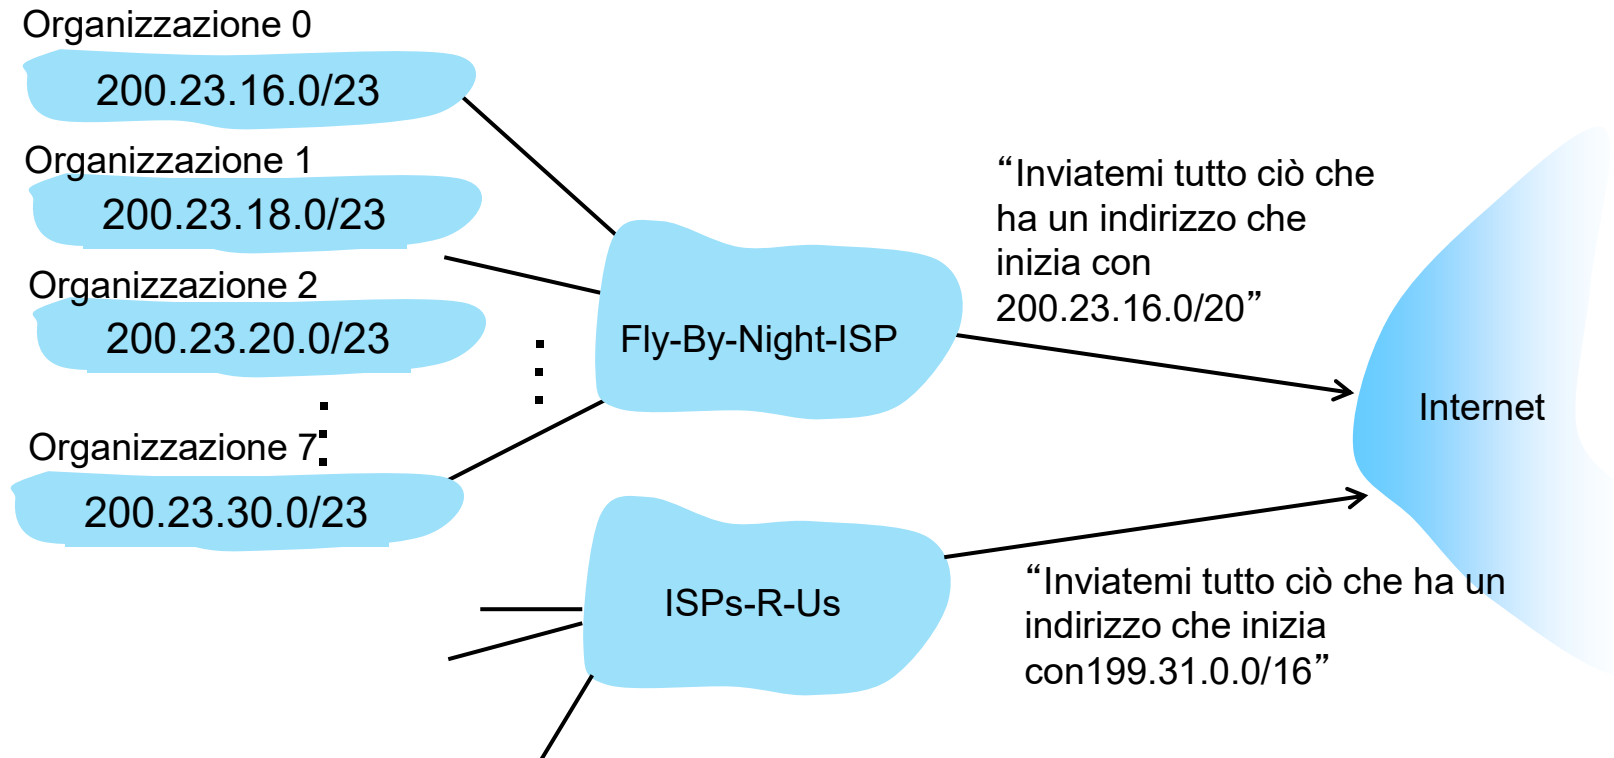 Organizzazione 0
200.23.16.0/23
Organizzazione 1
200.23.18.0/23
Organizzazione 2
200.23.20.0/23
Organizzazione 7
200.23.30.0/23
Fly-By-Night-ISP
“Inviatemi tutto ciò che
ha un indirizzo che
inizia con
200.23.16.0/20”
Internet
ISPs-R-Us
“Inviatemi tutto ciò che ha un
indirizzo che inizia
con199.31.0.0/16”